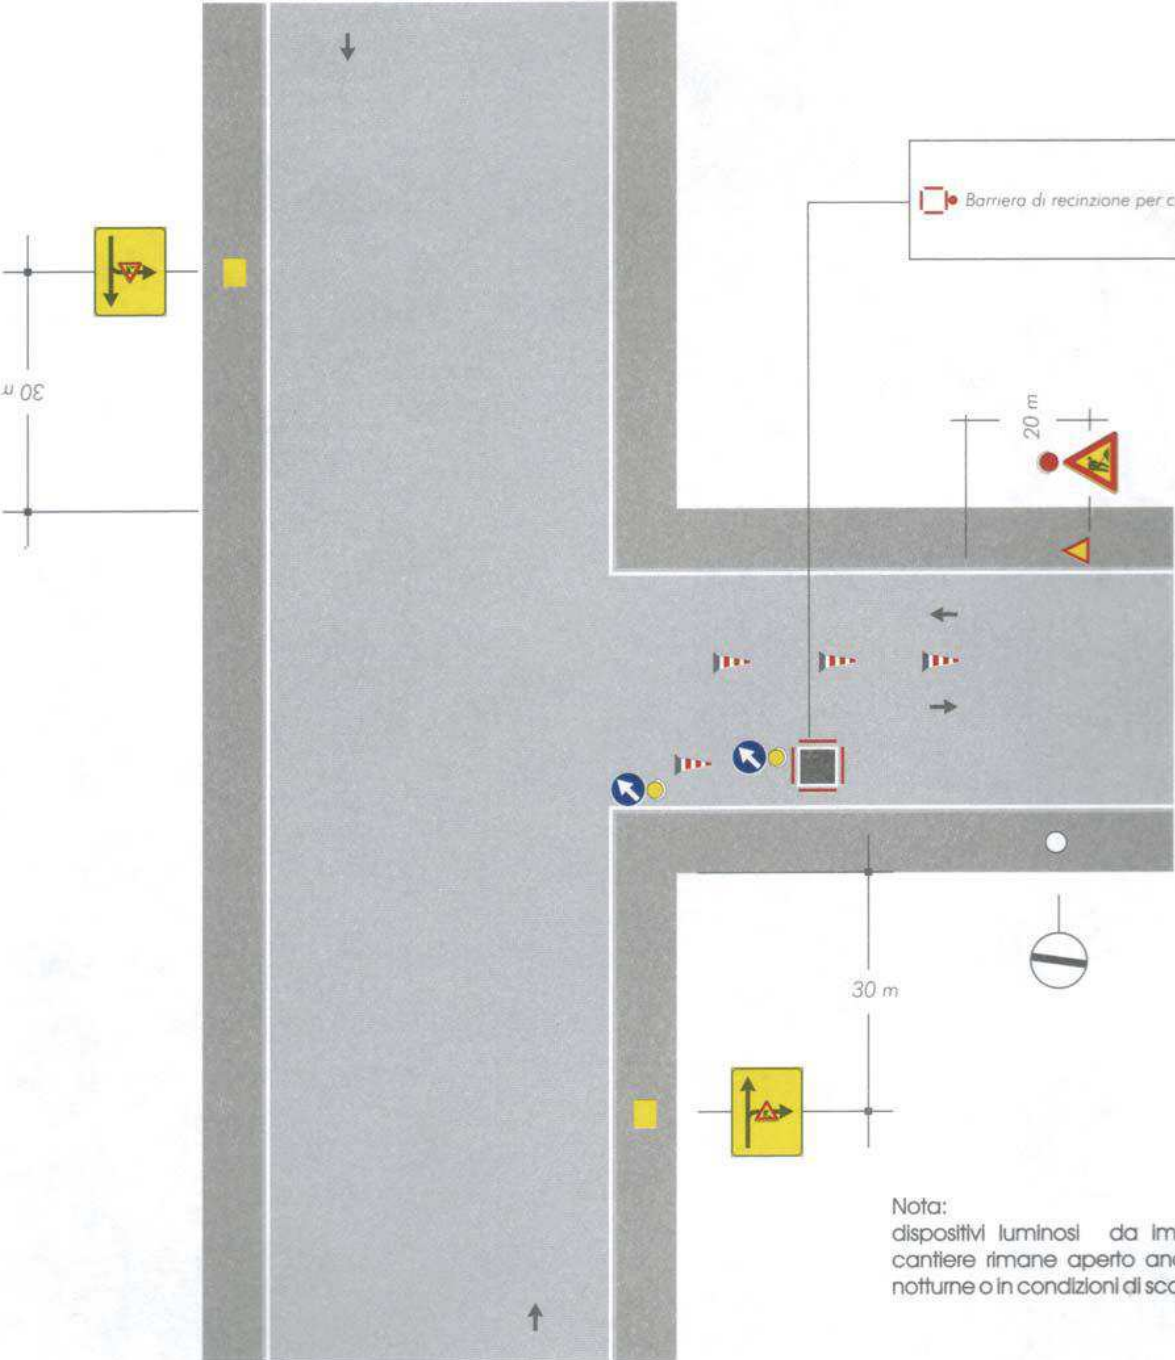 Barriera di recinzione per c
30 m
20 m
30 m
Nota:
dispositivi luminosi da im
cantiere rimane aperto an
notturne o in condizioni di sc